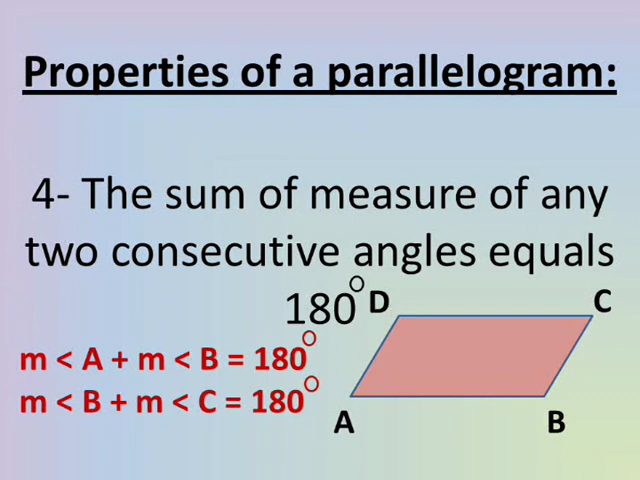 Properties of a parallelogram:
4- The sum of measure of any
two consecutive angles equals
180°
D
C
m < A + m < B = 180°
m < B + m < C = 180°
A
B